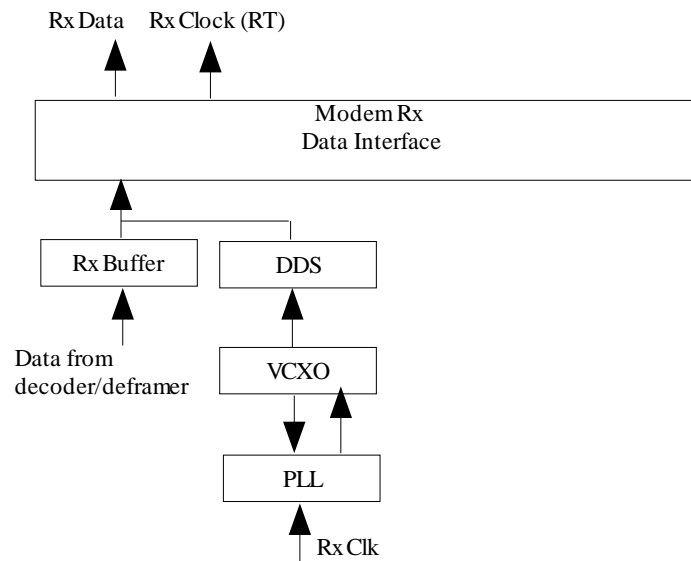 Rx Data
Rx Clock (RT)
Modem Rx
Data Interface
Rx Buffer
DDS
Data from
decoder/deframer
VCXO
PLL
Rx Clk